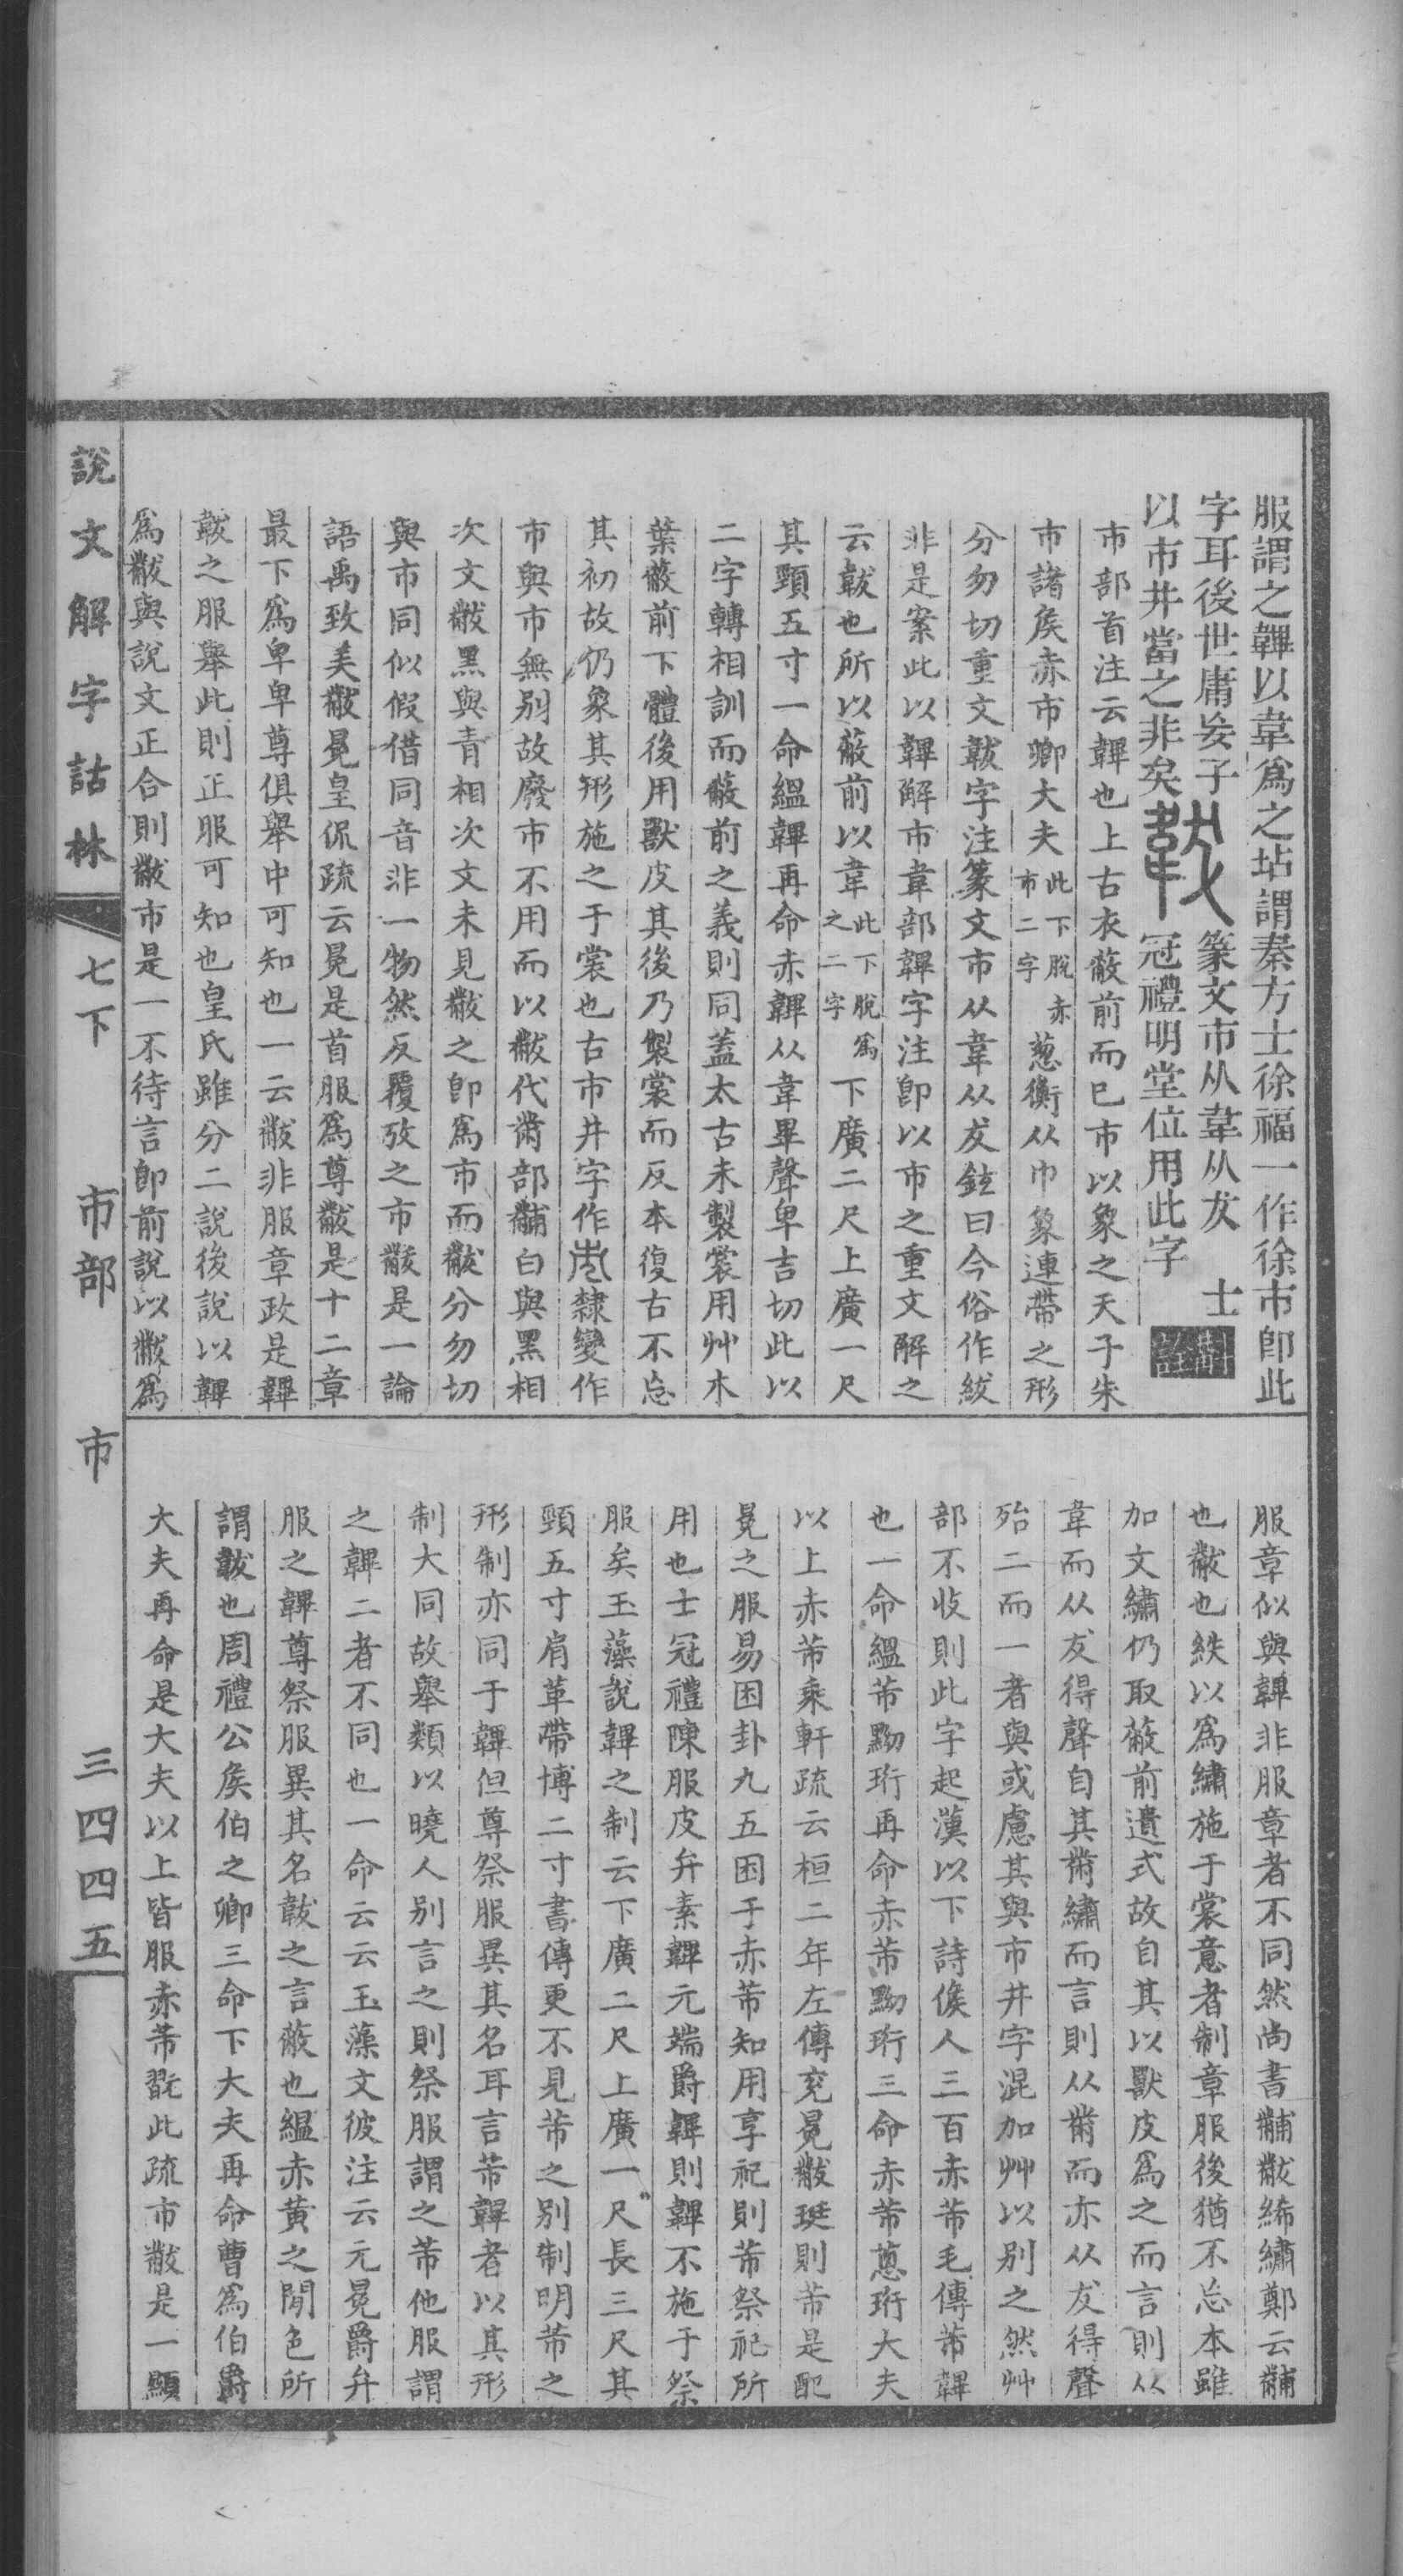 服謂之韠以韋爲之坫謂秦方士徐福一作徐巿卽此
字耳後世庸妄子
以市井當之非矣
韍
篆文巿从韋从犮
冠禮明堂位用此字
士
巿部首注云韠也上古衣蔽前而已巿以象之天子朱
巿諸矦赤巿卿大夫此下脫赤巿二字葱衡从巾象連帶之形
分勿切重文韍字注篆文巿从韋从犮鉉曰今俗作紱
非是案此以韠解巿韋部韠字注卽以巿之重文解之
云韍也所以蔽前以韋此下脫爲之二字下廣二尺上廣一尺
其頸五寸一命縕韠再命赤韠从韋畢聲卑吉切此以
二字轉相訓而蔽前之義則同蓋太古未製裳用艸木
葉蔽前下體後用獸皮其後乃製裳而反本復古不忘
其初故仍象其形施之于裳也古市井字作隸變作
市與巿無别故廢巿不用而以黻代黹部黼白與黑相
次文黻黑與青相次文未見黻之卽爲巿而黻分勿切
與巿同似假借同音非一物然反覆攷之巿黻是一論
語禹致美黻冕皇侃疏云冕是首服爲尊黻是十二章
最下爲卑卑尊俱舉中可知也一云黻非服章政是韠
韍之服舉此則正服可知也皇氏雖分二說後說以韠
爲黻與說文正合則黻巿是一不待言卽前說以黻爲
服章似與韠非服章者不同然尚書黼黻絺繡鄭云黼
也黻也紩以爲繡施于裳意者制章服後猶不忘本雖
加文繡仍取蔽前遺式故自其以獸皮爲之而言則从
韋而从犮得聲自其黹繡而言則从黹而亦从犮得聲
殆二而一者與或慮其與市井字混加艸以别之然艸
部不收則此字起漢以下詩候人三百赤芾毛傳芾韠
也一命縕芾黝珩再命赤芾黝珩三命赤芾蔥珩大夫
以上赤芾乘軒疏云桓二年左傳衮冕黻珽則芾是配
冕之服易困卦九五困于赤芾知用享祀則芾祭祀所
用也士冠禮陳服皮弁素韠元端爵韠則韠不施于祭
服矣玉藻說韠之制云下廣二尺上廣一尺長三尺其
頸五寸肩革帶博二寸書傳更不見芾之别制明芾之
形制亦同于韠但尊祭服異其名耳言芾韠者以其形
制大同故舉類以曉人别言之則祭服謂之芾他服謂
之韠二者不同也一命云云玉藻文彼注云元冕爵弁
服之韠尊祭服異其名韍之言蔽也縕赤黃之閒色所
謂韍也周禮公矦伯之卿三命下大夫再命曹爲伯爵
大夫再命是大夫以上皆服赤芾翫此疏巿黻是一顯
說文解字詁林 七下 巿部 巿 三四四五